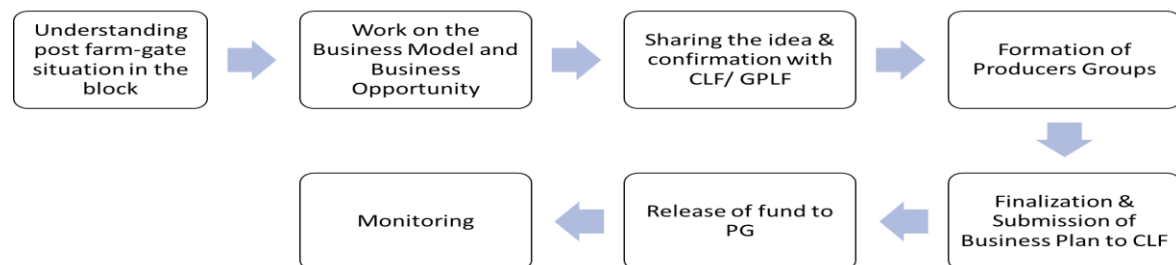 Understanding
post farm-gate
situation in the
block
Work on the
Business Model and
Business
Opportunity
Sharing the idea &
confirmation with
CLF/ GPLF
Formation of
Producers Groups
Finalization &
Submission of
Business Plan to CLF
Release of fund to
PG
Monitoring